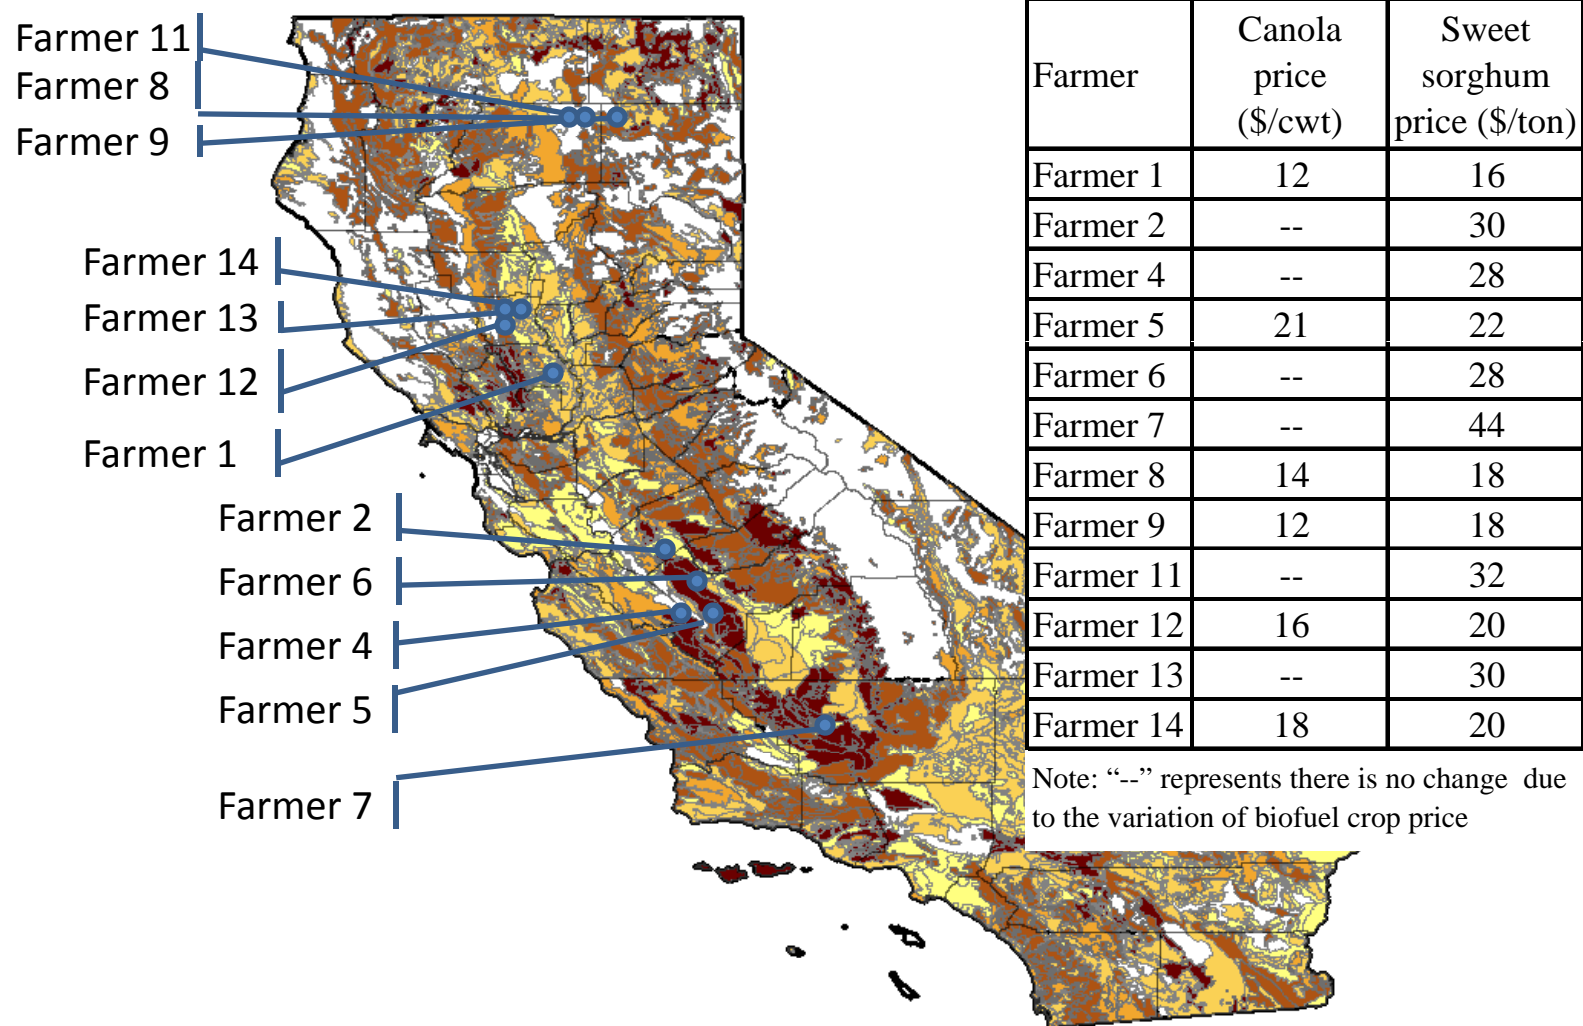 Farmer 11
Farmer 8
Farmer 9
Farmer 14
Farmer 13
Farmer 12
Farmer 1
Farmer 2
Farmer 6
Farmer 4
Farmer 5
Farmer 7
Farmer Canola price ($/cwt) Sweet sorghum price ($/ton)
Farmer 1 12 16
Farmer 2 -- 30
Farmer 4 -- 28
Farmer 5 21 22
Farmer 6 -- 28
Farmer 7 -- 44
Farmer 8 14 18
Farmer 9 12 18
Farmer 11 -- 32
Farmer 12 16 20
Farmer 13 -- 30
Farmer 14 18 20
Note: “--” represents there is no change due
to the variation of biofuel crop price